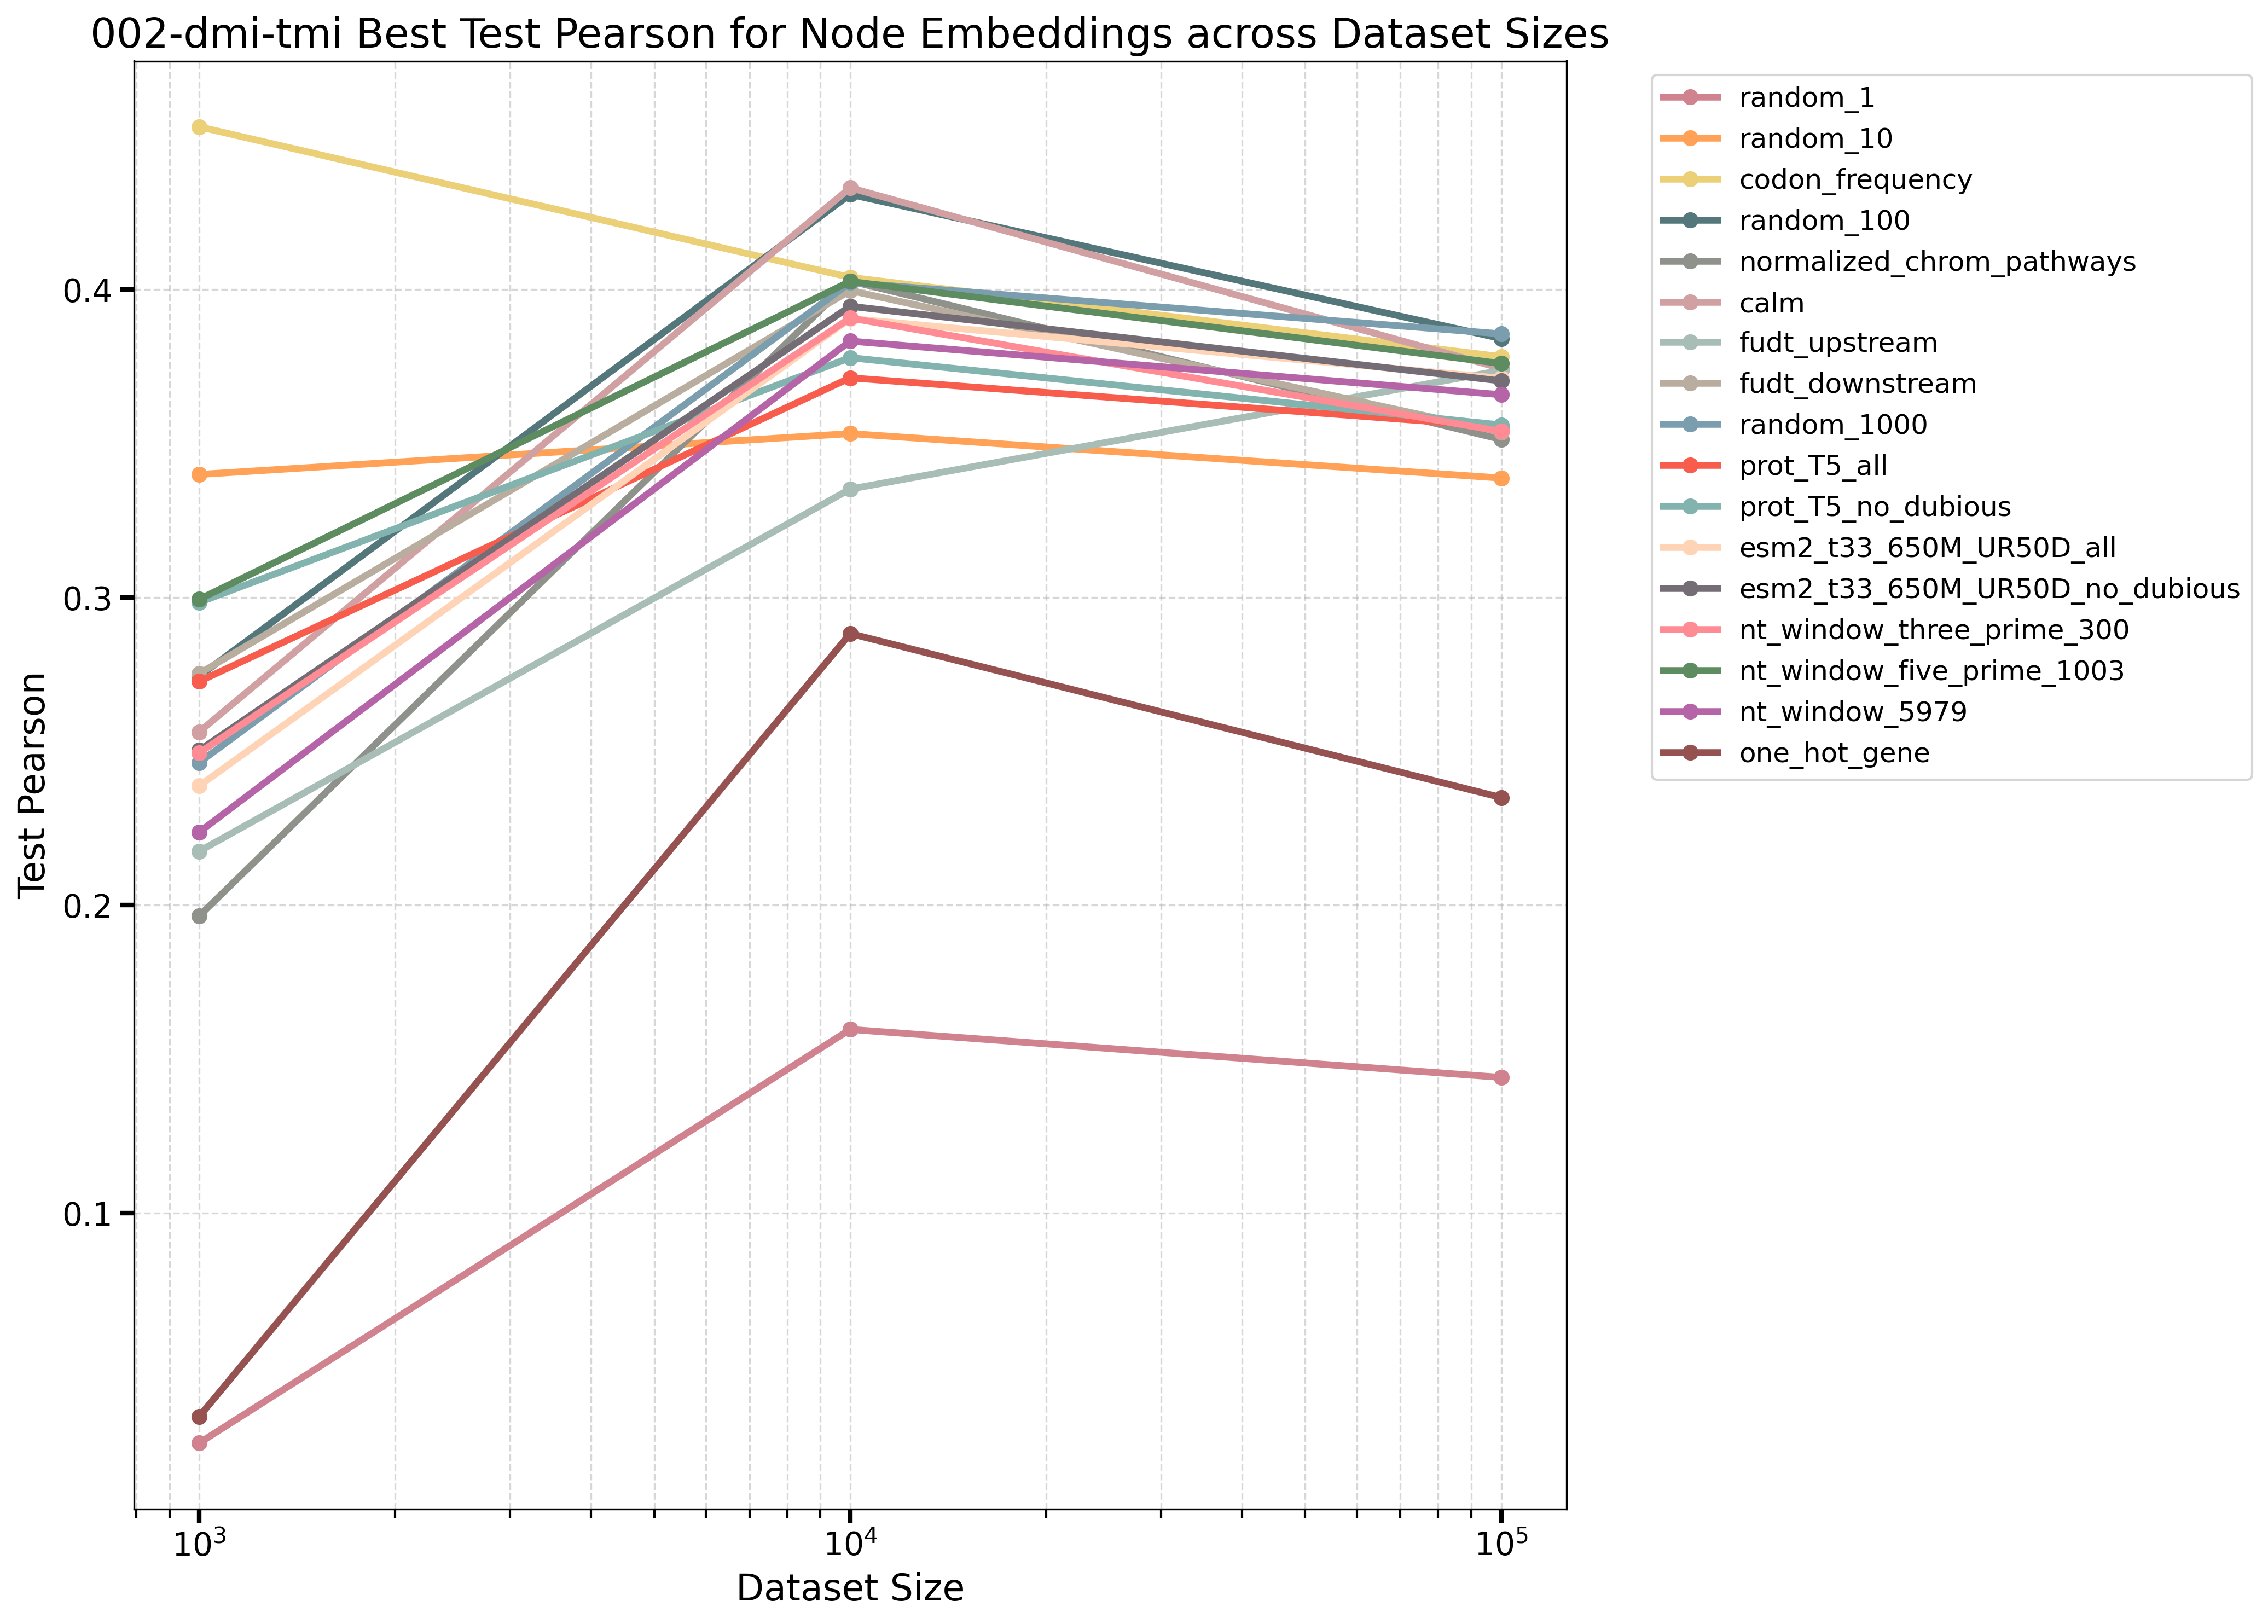 002-dmi-tmi Best Test Pearson for Node Embeddings across Dataset Sizes
random_1
random_10
codon_frequency
random_100
normalized_chrom_pathways
calm
fudt_upstream
fudt_downstream
random_1000
prot_T5_all
prot_T5_no_dubious
esm2_t33_650M_UR50D_all
esm2_t33_650M_UR50D_no_dubious
nt_window_three_prime_300
nt_window_five_prime_1003
nt_window_5979
one_hot_gene
Test Pearson
0.4
0.3
0.2
0.1
10³
10⁴
10⁵
Dataset Size